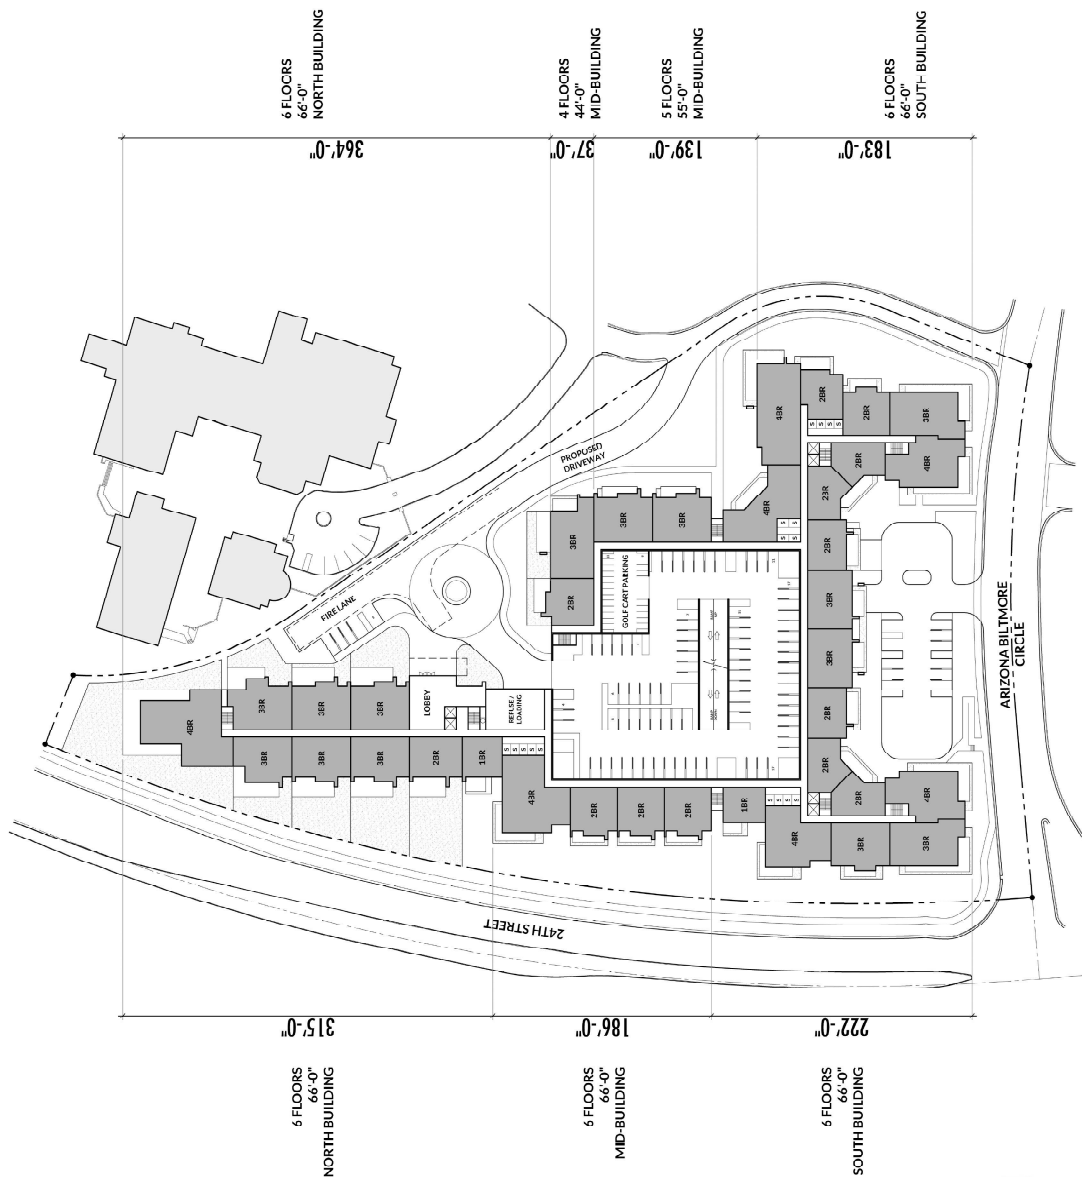 6 FLOORS
66'-0"
NORTH BUILDING
4 FLOORS
44'-0"
MID-BUILDING
5 FLOORS
55'-0"
MID-BUILDING
6 FLOORS
66'-0"
SOUTH BUILDING
364'-0"
37'-0"
139'-0"
183'-0"
4BR
2BR
2BR
3BR
PROPOSED
DRIVEWAY
2BR
4BR
2BR
4BR
3BR
3BR
3BR
2BR
GOLF CART PARKING
2BR
3BR
3BR
2BR
FIRE LANE
ARIZONA BILTMORE
CIRCLE
4BR
3BR
3BR
3BR
LOBBY
REFUSE/
LOADING
3BR
3BR
3BR
2BR
1BR
S S S S
4BR
2BR
2BR
2BR
1BR
S S S S
2BR
2BR
4BR
4BR
3BR
3BR
24TH STREET
315'-0"
186'-0"
222'-0"
6 FLOORS
66'-0"
NORTH BUILDING
6 FLOORS
66'-0"
MID-BUILDING
6 FLOORS
66'-0"
SOUTH BUILDING